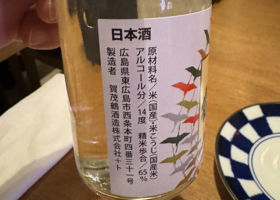 日本酒
原材料名/米(国産)・米こうじ(国産米)
アルコール分/14度 精米歩合/65%
広島県東広島市西条本町四番三十一号
製造者 賀茂鶴酒造株式会社+ト